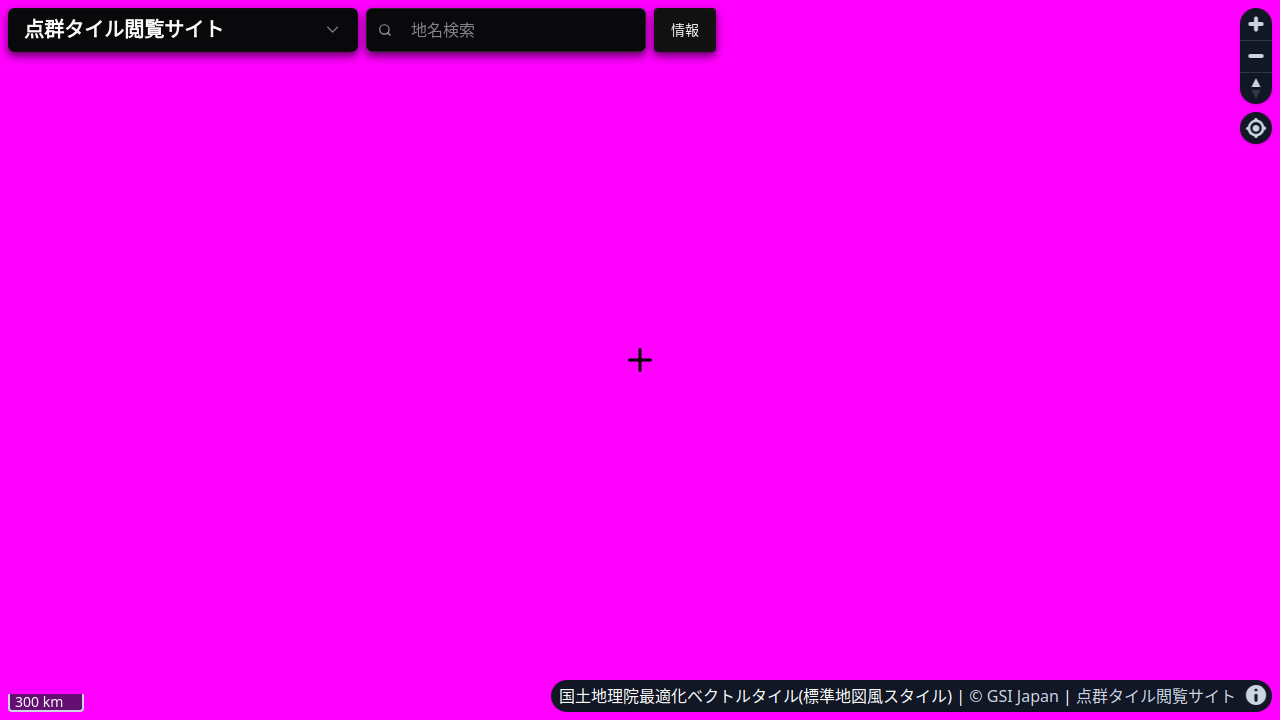 点群タイル閲覧サイト
地名検索
情報
300 km
国土地理院最適化ベクトルタイル(標準地図風スタイル) | © GSI Japan | 点群タイル閲覧サイト